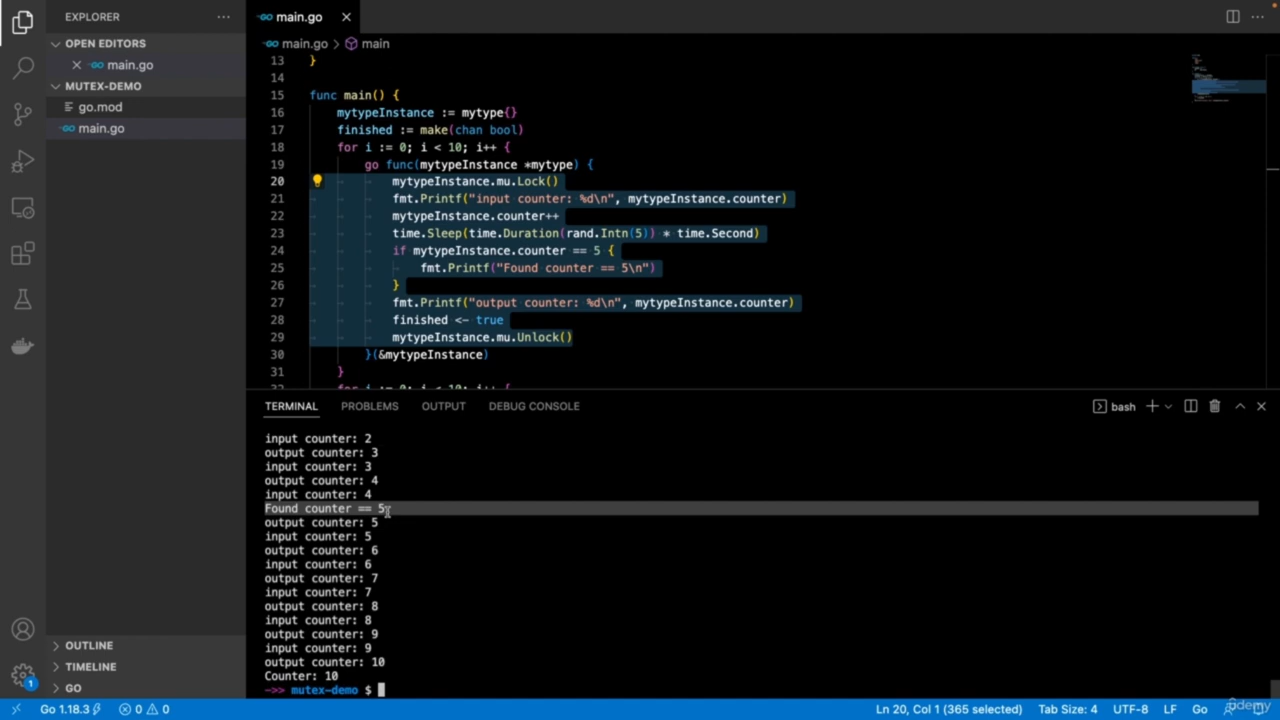 EXPLORER
OPEN EDITORS
main.go
MUTEX-DEMO
go.mod
main.go
OUTLINE
TIMELINE
GO
main.go
main.go > main
13 }
14
15 func main() {
16 mytypeInstance := mytype{}
17 finished := make(chan bool)
18 for i := 0; i < 10; i++ {
19 go func(mytypeInstance *mytype) {
20 mytypeInstance.mu.Lock()
21 fmt.Printf("input counter: %d\n", mytypeInstance.counter)
22 mytypeInstance.counter++
23 time.Sleep(time.Duration(rand.Intn(5)) * time.Second)
24 if mytypeInstance.counter == 5 {
25 fmt.Printf("Found counter == 5\n")
26 }
27 fmt.Printf("output counter: %d\n", mytypeInstance.counter)
28 finished <- true
29 mytypeInstance.mu.Unlock()
30 }(&mytypeInstance)
31 }
32 for i := 0; i < 10; i++ {
TERMINAL PROBLEMS OUTPUT DEBUG CONSOLE bash
input counter: 2
output counter: 3
input counter: 3
output counter: 4
input counter: 4
Found counter == 5
output counter: 5
input counter: 5
output counter: 6
input counter: 6
output counter: 7
input counter: 7
output counter: 8
input counter: 8
output counter: 9
input counter: 9
output counter: 10
Counter: 10
->> mutex-demo $
1
Go 1.18.3 0 0 Ln 20, Col 1 (365 selected) Tab Size: 4 UTF-8 LF Go
udemy